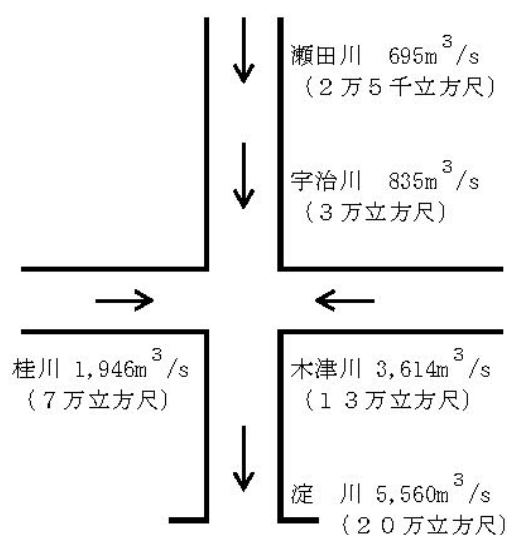 瀬田川　695m³/s
（２万５千立方尺）
宇治川　835m³/s
（３万立方尺）
桂川 1,946m³/s
（７万立方尺）
木津川 3,614m³/s
（１３万立方尺）
淀　川 5,560m³/s
（２０万立方尺）